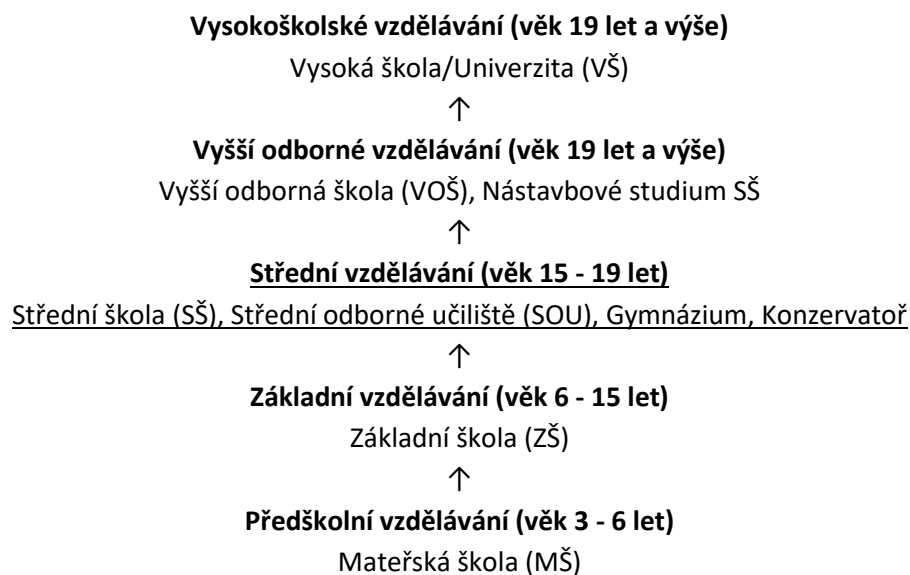 Vysokoškolské vzdělávání (věk 19 let a výše)
Vysoká škola/Univerzita (VŠ)
↑
Vyšší odborné vzdělávání (věk 19 let a výše)
Vyšší odborná škola (VOŠ), Nástavbové studium SŠ
↑
Střední vzdělávání (věk 15 - 19 let)
Střední škola (SŠ), Střední odborné učiliště (SOU), Gymnázium, Konzervatoř
↑
Základní vzdělávání (věk 6 - 15 let)
Základní škola (ZŠ)
↑
Předškolní vzdělávání (věk 3 - 6 let)
Mateřská škola (MŠ)